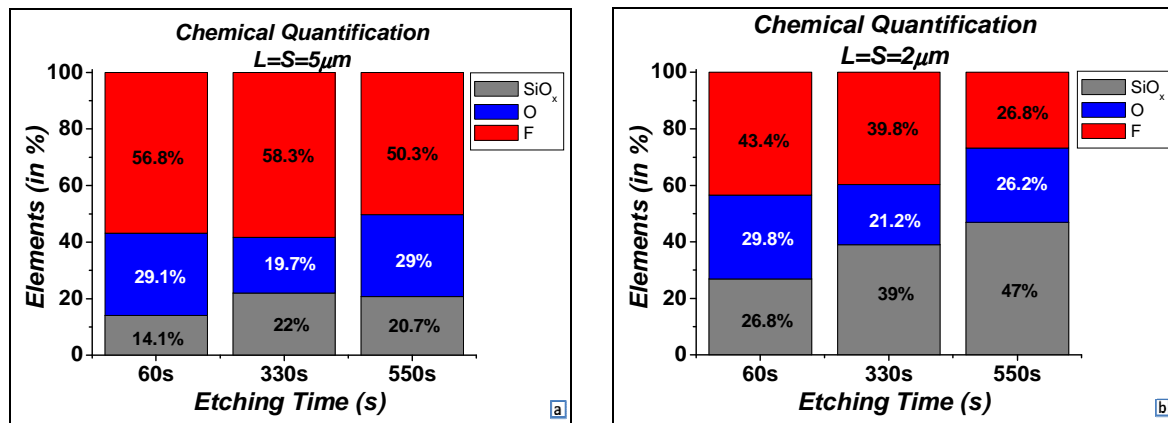 Chemical Quantification
L=S=5μm
Elements (in %)
100
80
60
40
20
0
SiOx
O
F
56.8%
58.3%
50.3%
29.1%
19.7%
29%
14.1%
22%
20.7%
60s
330s
550s
Etching Time (s)
a
Chemical Quantification
L=S=2μm
Elements (in %)
100
80
60
40
20
0
SiOx
O
F
43.4%
39.8%
26.8%
29.8%
21.2%
26.2%
26.8%
39%
47%
60s
330s
550s
Etching Time (s)
b